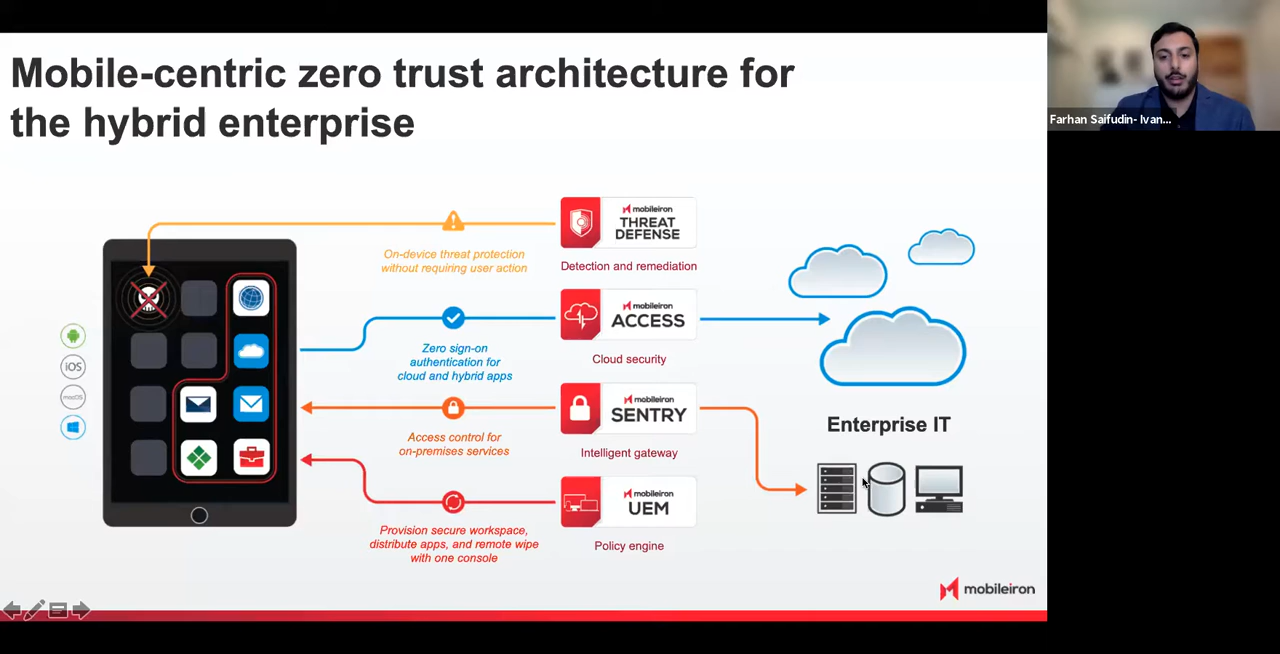 Mobile-centric zero trust architecture for
the hybrid enterprise
Farhan Saifudin- Ivan...
mobileiron
THREAT
DEFENSE
On-device threat protection
without requiring user action
Detection and remediation
mobileiron
ACCESS
Zero sign-on
authentication for
cloud and hybrid apps
Cloud security
iOS
macOS
mobileiron
SENTRY
Access control for
on-premises services
Intelligent gateway
Enterprise IT
mobileiron
UEM
Provision secure workspace,
distribute apps, and remote wipe
with one console
Policy engine
mobileiron